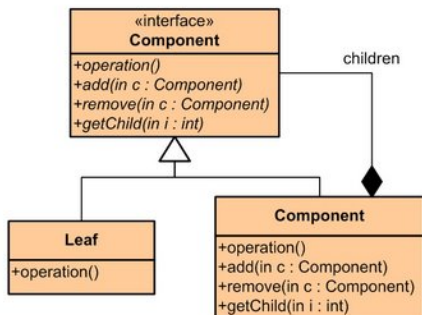 «interface»
Component
+operation()
+add(in c : Component)
+remove(in c : Component)
+getChild(in i : int)
children
Leaf
+operation()
Component
+operation()
+add(in c : Component)
+remove(in c : Component)
+getChild(in i : int)